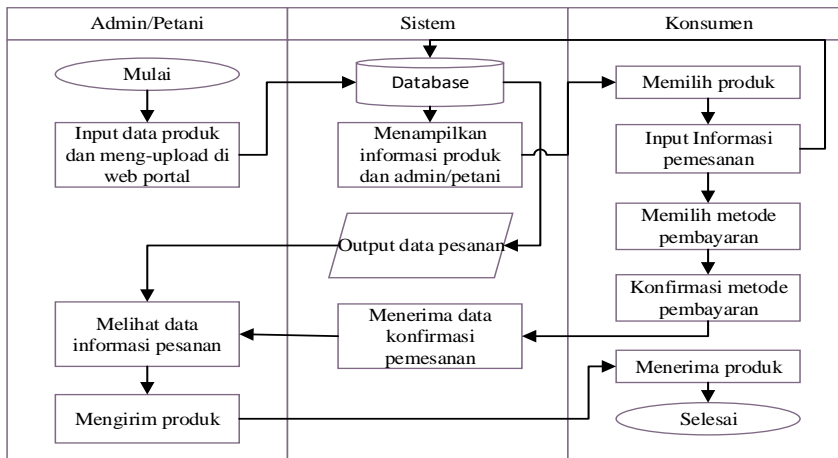 Admin/Petani
Sistem
Konsumen
Mulai
Input data produk
dan meng-upload di
web portal
Database
Menampilkan
informasi produk
dan admin/petani
Memilih produk
Input Informasi
pemesanan
Memilih metode
pembayaran
Konfirmasi metode
pembayaran
Output data pesanan
Menerima data
konfirmasi
pemesanan
Melihat data
informasi pesanan
Mengirim produk
Menerima produk
Selesai